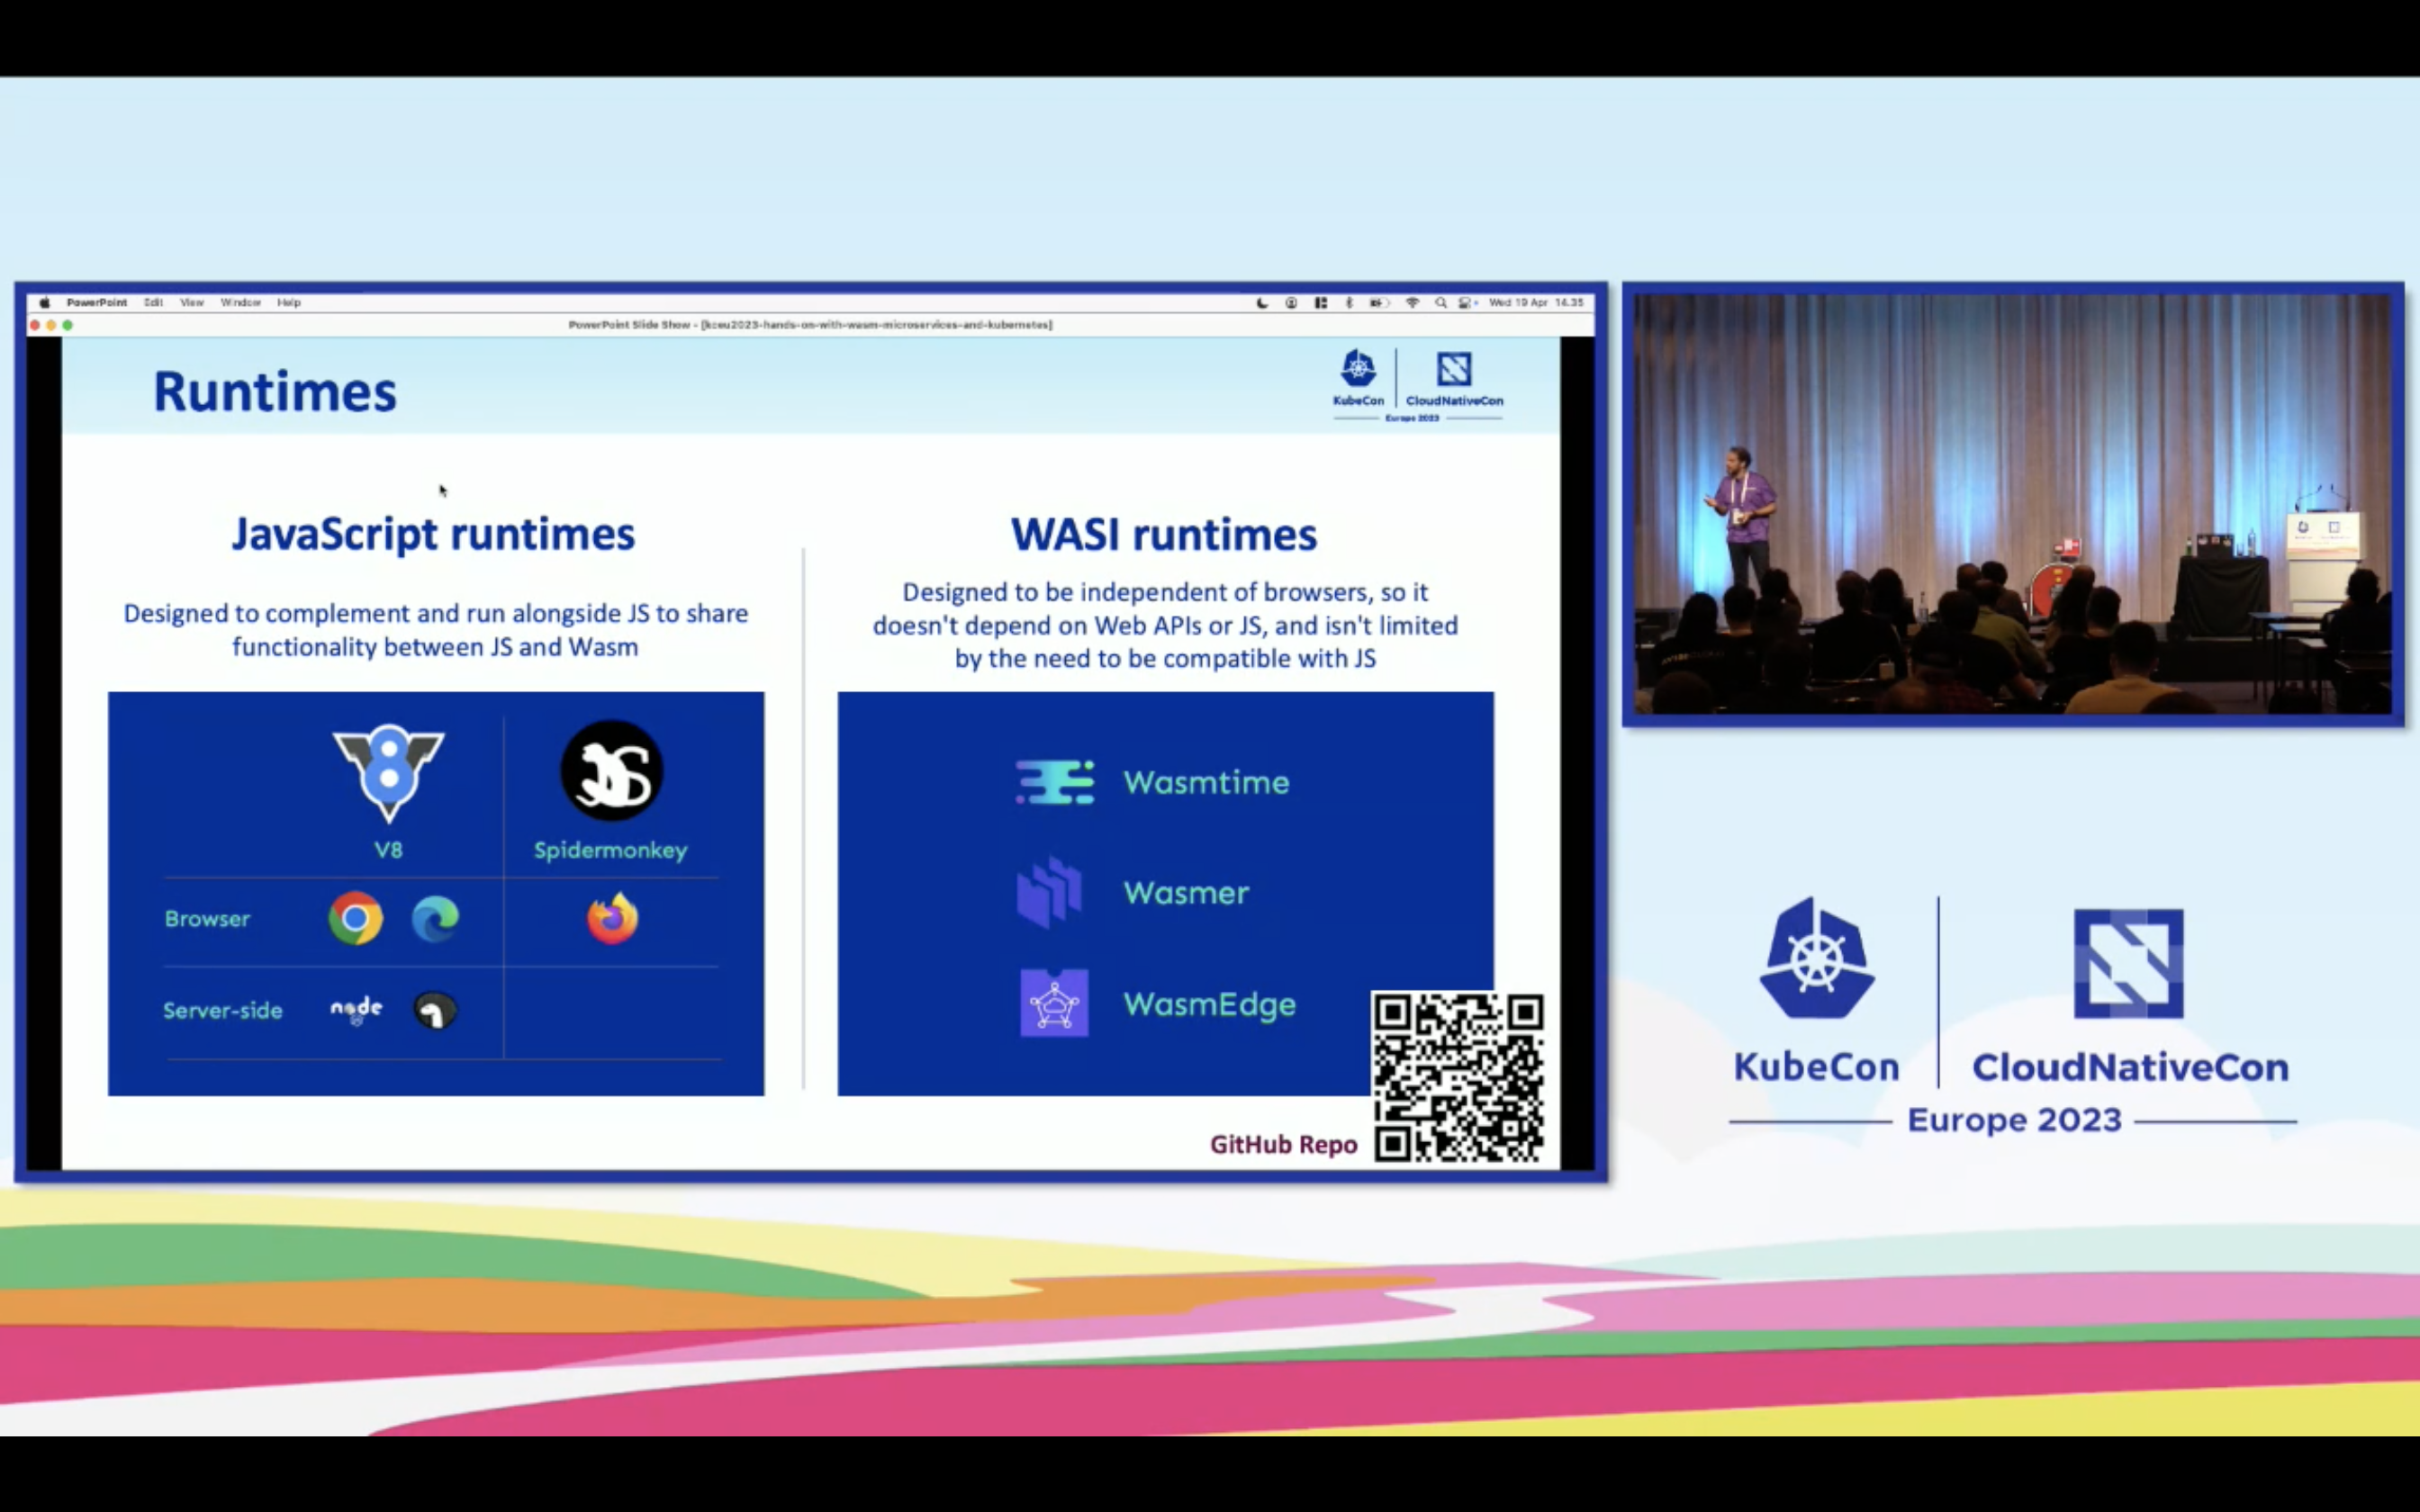 PowerPoint Edit View Window Help Wed 19 Apr 14.35
PowerPoint Slide Show - [kceu2023-hands-on-with-wasm-microservices-and-kubernetes]
Runtimes
KubeCon CloudNativeCon
Europe 2023
JavaScript runtimes
Designed to complement and run alongside JS to share
functionality between JS and Wasm
V8
Spidermonkey
Browser
Server-side
node
WASI runtimes
Designed to be independent of browsers, so it
doesn't depend on Web APIs or JS, and isn't limited
by the need to be compatible with JS
Wasmtime
Wasmer
WasmEdge
GitHub Repo
KubeCon CloudNativeCon
Europe 2023